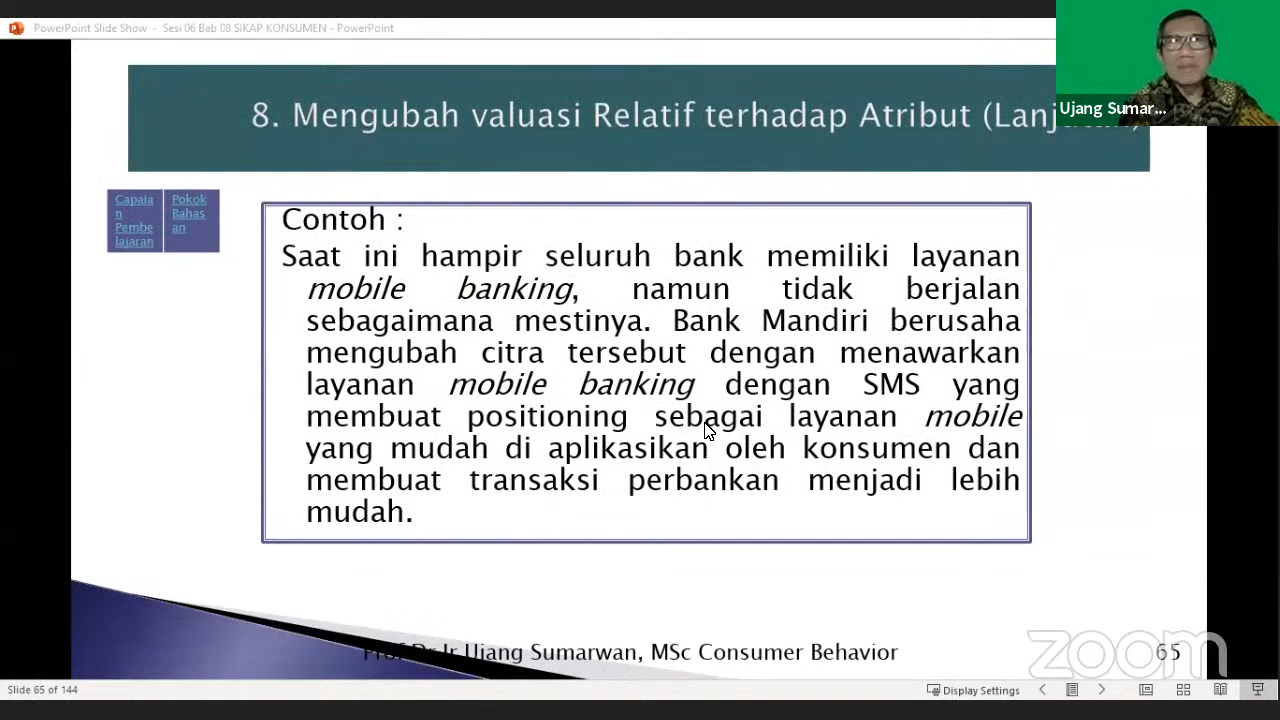 PowerPoint Slide Show - Sesi 06 Bab 08 SIKAP KONSUMEN - PowerPoint
Ujang Sumar...
8. Mengubah valuasi Relatif terhadap Atribut
Capaia
n
Pembe
lajaran
Pokok
Bahas
an
Contoh :
Saat ini hampir seluruh bank memiliki layanan
mobile banking, namun tidak berjalan
sebagaimana mestinya. Bank Mandiri berusaha
mengubah citra tersebut dengan menawarkan
layanan mobile banking dengan SMS yang
membuat positioning sebagai layanan mobile
yang mudah di aplikasikan oleh konsumen dan
membuat transaksi perbankan menjadi lebih
mudah.
Prof Dr Ir Ujang Sumarwan, MSc Consumer Behavior
65
zoom
Slide 65 of 144
Display Settings